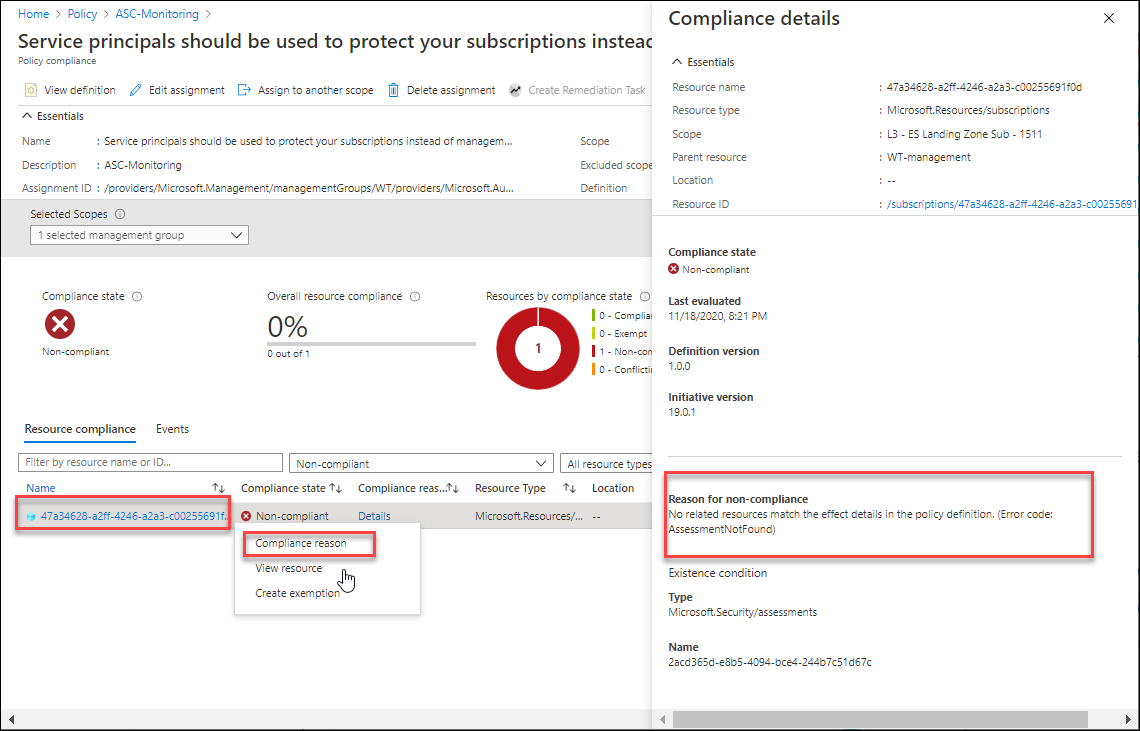 Home > Policy > ASC-Monitoring >
Service principals should be used to protect your subscriptions instead
Policy compliance
View definition Edit assignment Assign to another scope Delete assignment Create Remediation Task
Essentials
Name : Service principals should be used to protect your subscriptions instead of managem... Scope
Description : ASC-Monitoring Excluded scope
Assignment ID : /providers/Microsoft.Management/managementGroups/WT/providers/Microsoft.Au... Definition
Selected Scopes
1 selected management group
Compliance state Overall resource compliance Resources by compliance state
Non-compliant
0%
0 out of 1
1
0 - Complia
0 - Exempt
1 - Non-con
0 - Conflictin
Resource compliance Events
Filter by resource name or ID... Non-compliant All resource types
Name Compliance state Compliance reas... Resource Type Location
47a34628-a2ff-4246-a2a3-c00255691f... Non-compliant Details Microsoft.Resources/... --
Compliance reason
View resource
Create exemption
Compliance details
Essentials
Resource name : 47a34628-a2ff-4246-a2a3-c00255691f0d
Resource type : Microsoft.Resources/subscriptions
Scope : L3 - ES Landing Zone Sub - 1511
Parent resource : WT-management
Location : --
Resource ID : /subscriptions/47a34628-a2ff-4246-a2a3-c00255691
Compliance state
Non-compliant
Last evaluated
11/18/2020, 8:21 PM
Definition version
1.0.0
Initiative version
19.0.1
Reason for non-compliance
No related resources match the effect details in the policy definition. (Error code:
AssessmentNotFound)
Existence condition
Type
Microsoft.Security/assessments
Name
2acd365d-e8b5-4094-bce4-244b7c51d67c